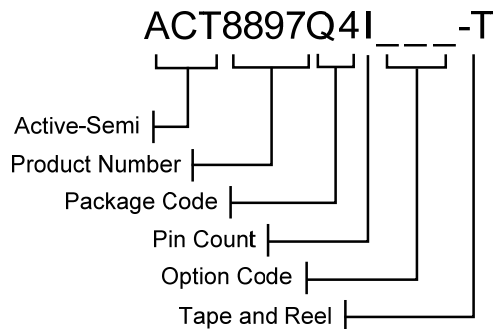 ACT8897Q4I_ _ _ -T
Active-Semi
Product Number
Package Code
Pin Count
Option Code
Tape and Reel